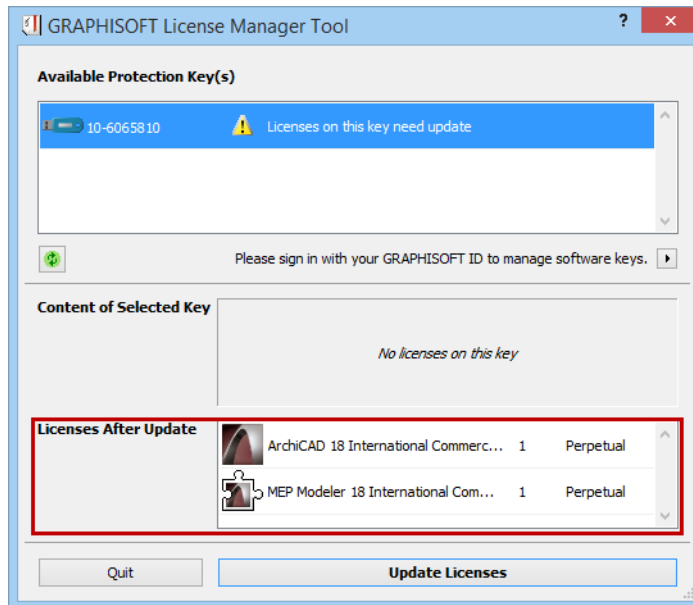 GRAPHISOFT License Manager Tool
?
Available Protection Key(s)
10-6065810 Licenses on this key need update
Please sign in with your GRAPHISOFT ID to manage software keys.
Content of Selected Key
No licenses on this key
Licenses After Update
ArchiCAD 18 International Commerc... 1 Perpetual
MEP Modeler 18 International Com... 1 Perpetual
Quit Update Licenses